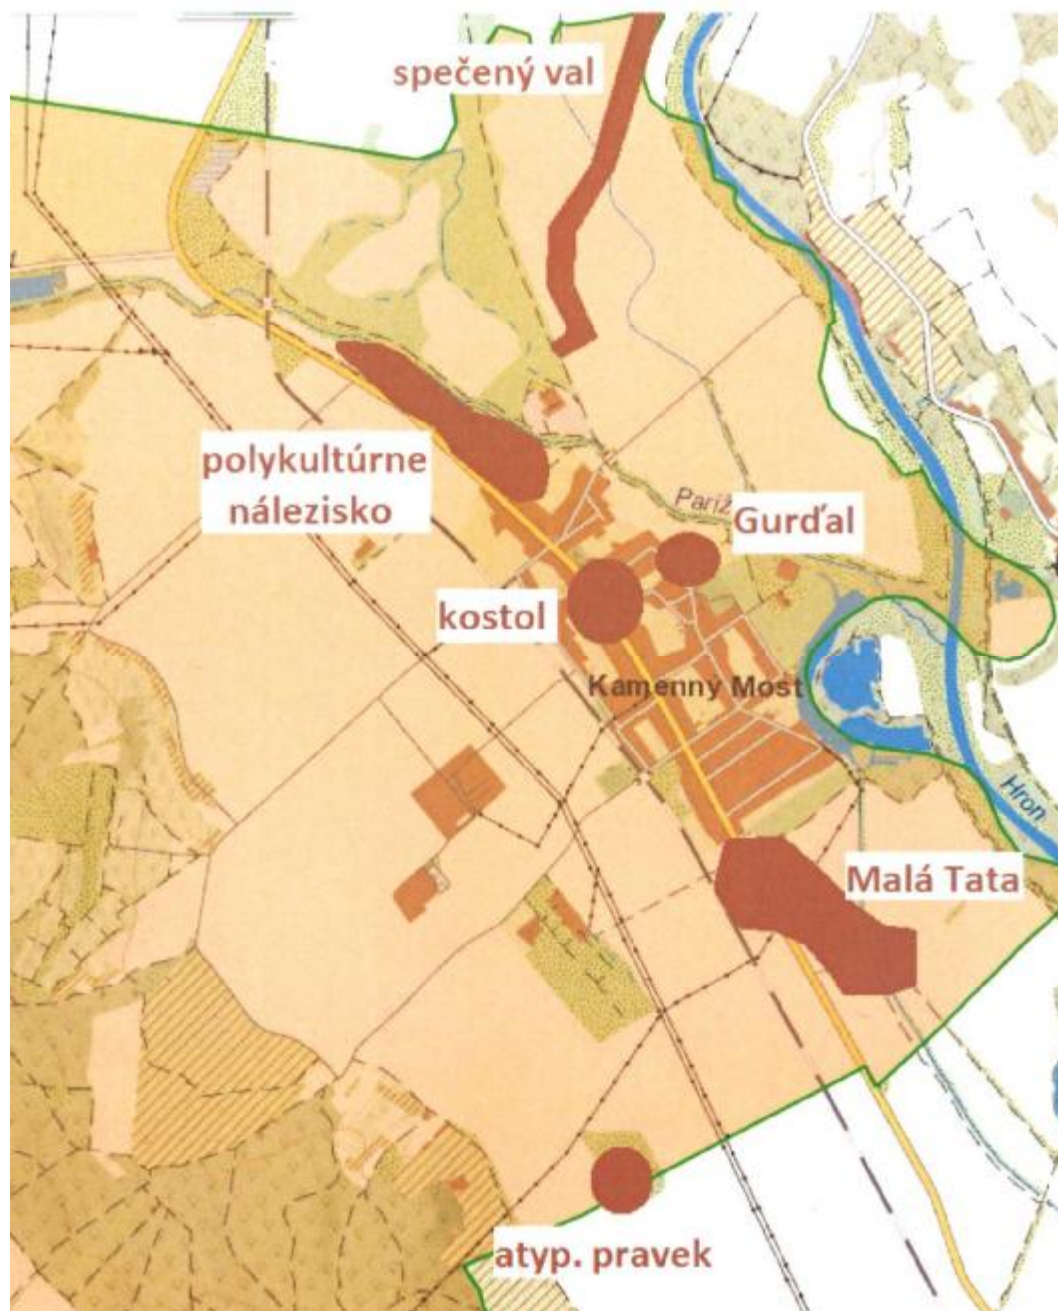 spečený val
polykultúrne
nálezisko
Paríž
Gurďal
kostol
Kamenný Most
Hron
Malá Tata
atyp. pravek